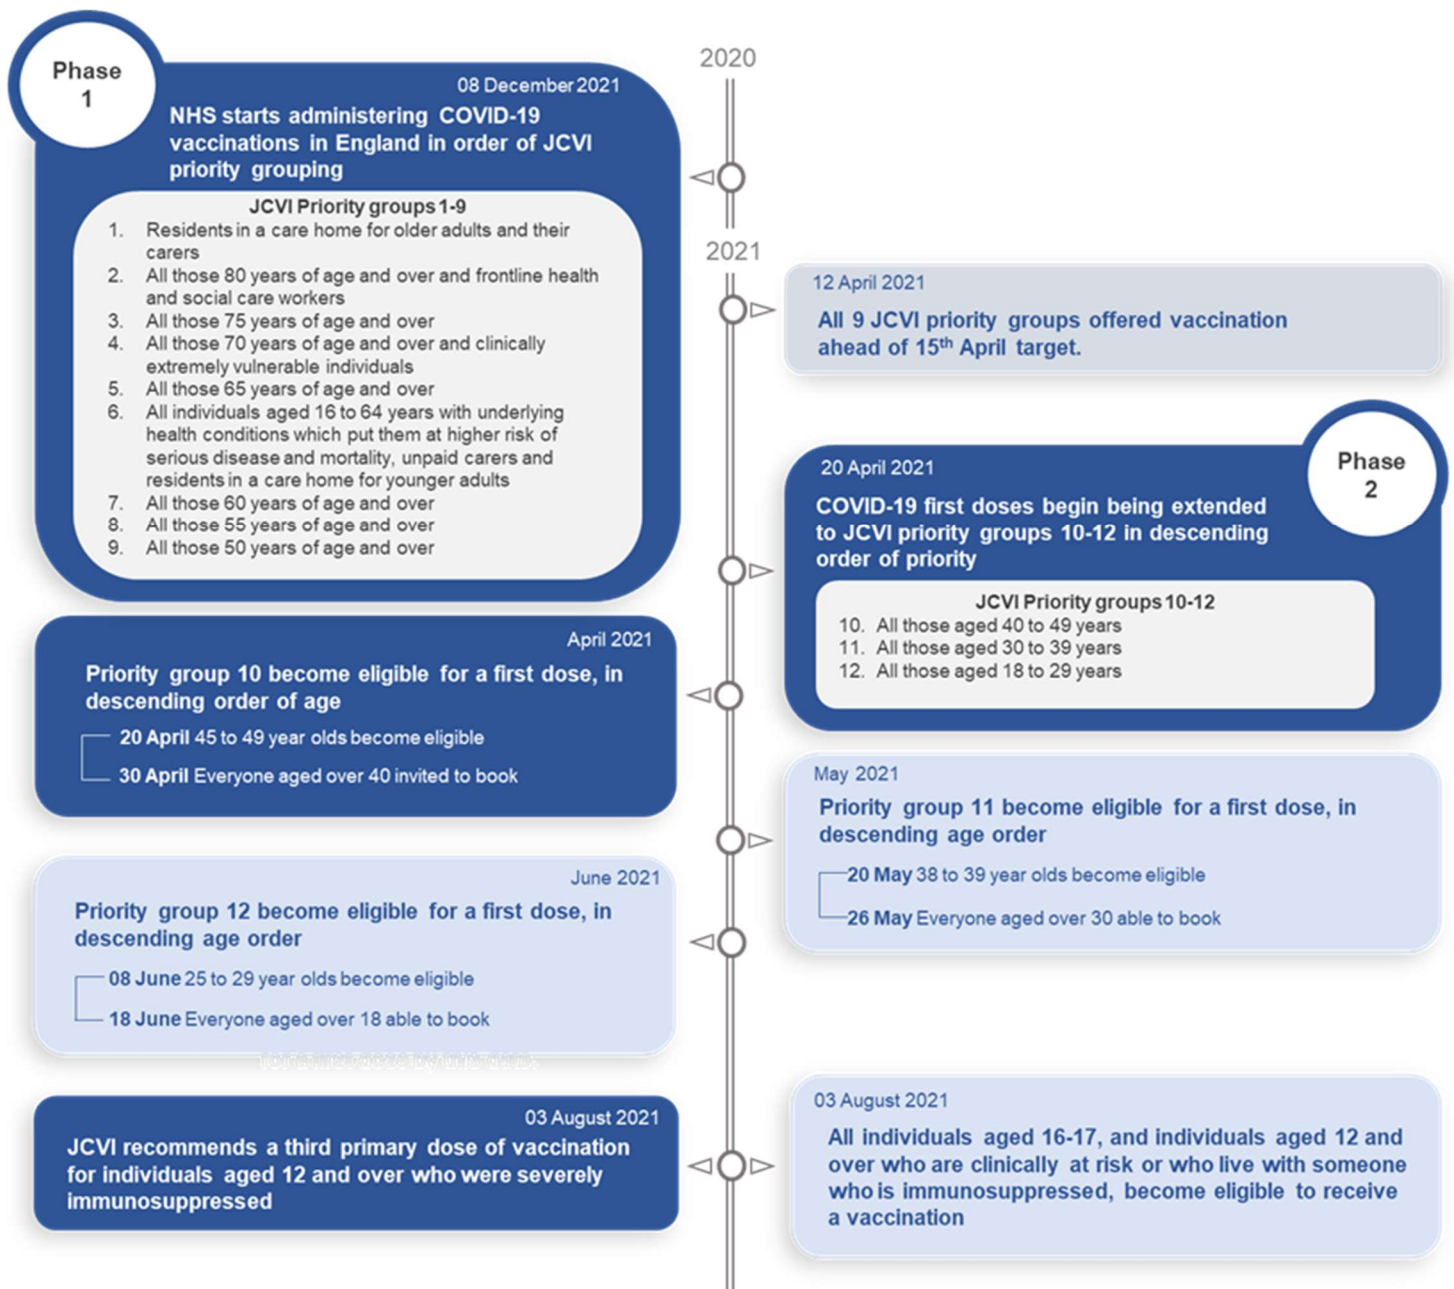 Phase
1
08 December 2021
NHS starts administering COVID-19
vaccinations in England in order of JCVI
priority grouping
JCVI Priority groups 1-9
1. Residents in a care home for older adults and their
carers
2. All those 80 years of age and over and frontline health
and social care workers
3. All those 75 years of age and over
4. All those 70 years of age and over and clinically
extremely vulnerable individuals
5. All those 65 years of age and over
6. All individuals aged 16 to 64 years with underlying
health conditions which put them at higher risk of
serious disease and mortality, unpaid carers and
residents in a care home for younger adults
7. All those 60 years of age and over
8. All those 55 years of age and over
9. All those 50 years of age and over
2020
2021
12 April 2021
All 9 JCVI priority groups offered vaccination
ahead of 15th April target.
Phase
2
20 April 2021
COVID-19 first doses begin being extended
to JCVI priority groups 10-12 in descending
order of priority
JCVI Priority groups 10-12
10. All those aged 40 to 49 years
11. All those aged 30 to 39 years
12. All those aged 18 to 29 years
April 2021
Priority group 10 become eligible for a first dose, in
descending order of age
20 April 45 to 49 year olds become eligible
30 April Everyone aged over 40 invited to book
May 2021
Priority group 11 become eligible for a first dose, in
descending age order
20 May 38 to 39 year olds become eligible
26 May Everyone aged over 30 able to book
June 2021
Priority group 12 become eligible for a first dose, in
descending age order
08 June 25 to 29 year olds become eligible
18 June Everyone aged over 18 able to book
03 August 2021
JCVI recommends a third primary dose of vaccination
for individuals aged 12 and over who were severely
immunosuppressed
03 August 2021
All individuals aged 16-17, and individuals aged 12 and
over who are clinically at risk or who live with someone
who is immunosuppressed, become eligible to receive
a vaccination